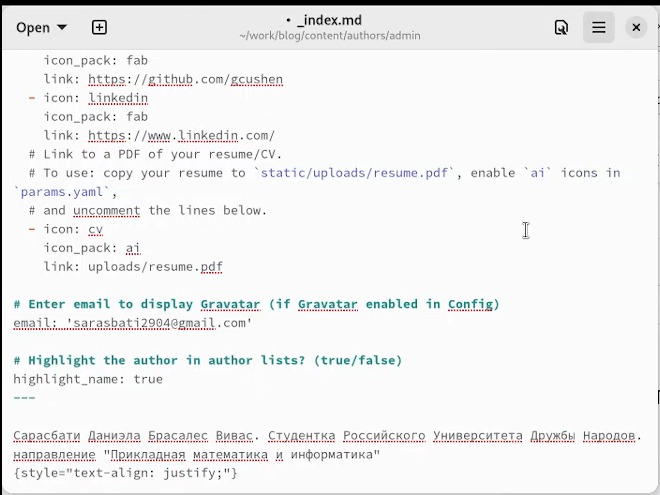 Open
• _index.md
~/work/blog/content/authors/admin
icon_pack: fab
link: https://github.com/gcushen
- icon: linkedin
icon_pack: fab
link: https://www.linkedin.com/
# Link to a PDF of your resume/CV.
# To use: copy your resume to `static/uploads/resume.pdf`, enable `ai` icons in
`params.yaml`,
# and uncomment the lines below.
- icon: cv
icon_pack: ai
link: uploads/resume.pdf
# Enter email to display Gravatar (if Gravatar enabled in Config)
email: 'sarasbati2904@gmail.com'
# Highlight the author in author lists? (true/false)
highlight_name: true
---
Сарасбати Даниэла Брасалес Вивас. Студентка Российского Университета Дружбы Народов.
направление "Прикладная математика и информатика"
{style="text-align: justify;"}